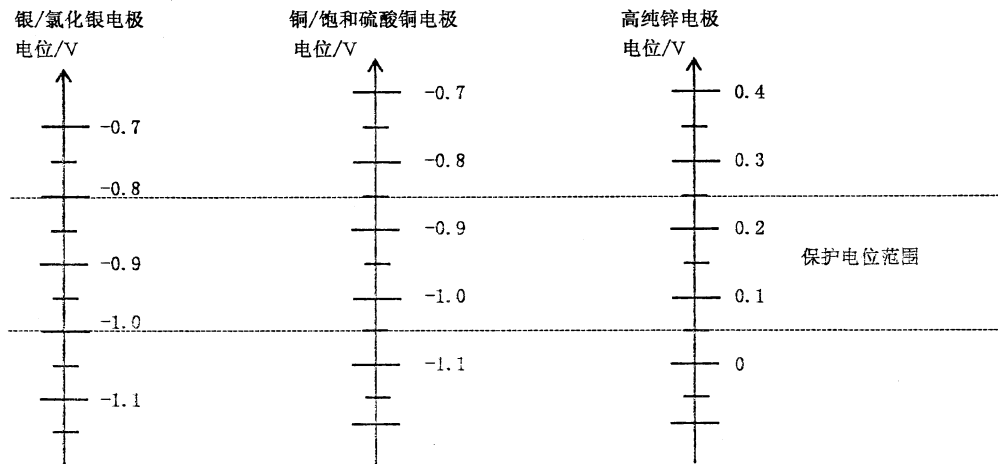 银/氯化银电极
电位/V
-0.7
-0.8
-0.9
-1.0
-1.1
铜/饱和硫酸铜电极
电位/V
-0.7
-0.8
-0.9
-1.0
-1.1
高纯锌电极
电位/V
0.4
0.3
0.2
0.1
0
保护电位范围